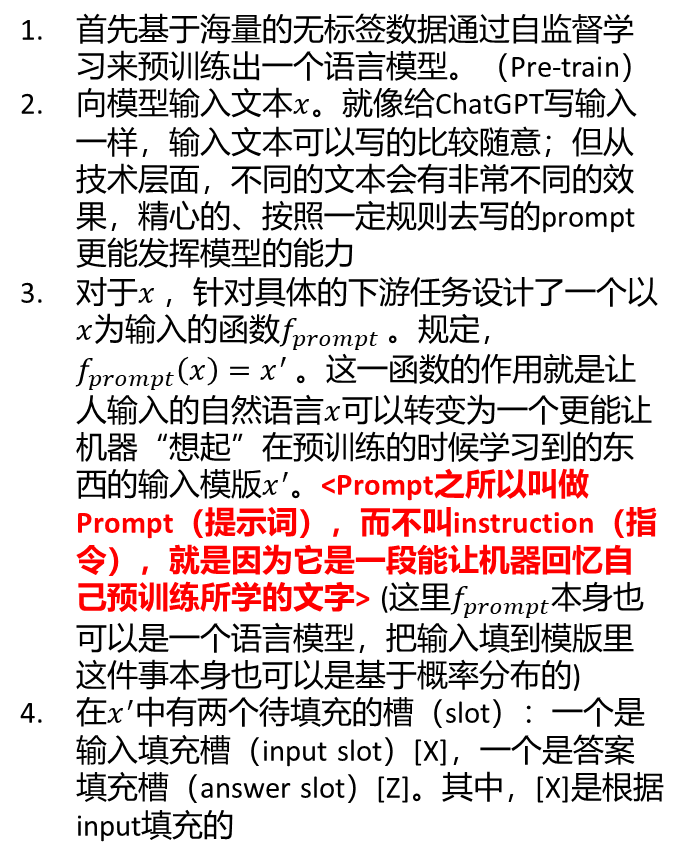 1. 首先基于海量的无标签数据通过自监督学
习来预训练出一个语言模型。（Pre-train）
2. 向模型输入文本𝑥。就像给ChatGPT写输入
一样，输入文本可以写的比较随意；但从
技术层面，不同的文本会有非常不同的效
果，精心的、按照一定规则去写的prompt
更能发挥模型的能力
3. 对于𝑥 ，针对具体的下游任务设计了一个以
𝑥为输入的函数𝑓𝑝𝑟𝑜𝑚𝑝𝑡 。规定，
𝑓𝑝𝑟𝑜𝑚𝑝𝑡(𝑥) = 𝑥′ 。这一函数的作用就是让
人输入的自然语言𝑥可以转变为一个更能让
机器“想起”在预训练的时候学习到的东
西的输入模版𝑥′。<Prompt之所以叫做
Prompt（提示词），而不叫instruction（指
令），就是因为它是一段能让机器回忆自
己预训练所学的文字> (这里𝑓𝑝𝑟𝑜𝑚𝑝𝑡本身也
可以是一个语言模型，把输入填到模版里
这件事本身也可以是基于概率分布的)
4. 在𝑥′中有两个待填充的槽（slot）：一个是
输入填充槽（input slot）[X]，一个是答案
填充槽（answer slot）[Z]。其中，[X]是根据
input填充的